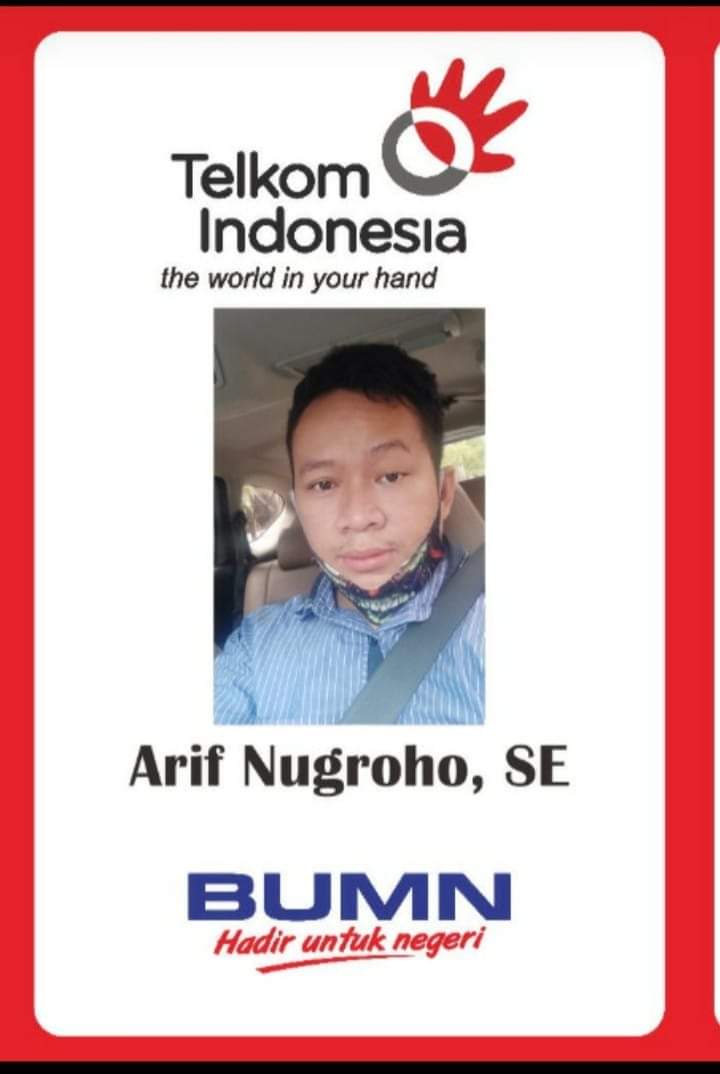 Telkom
Indonesia
the world in your hand
Arif Nugroho, SE
BUMN
Hadir untuk negeri